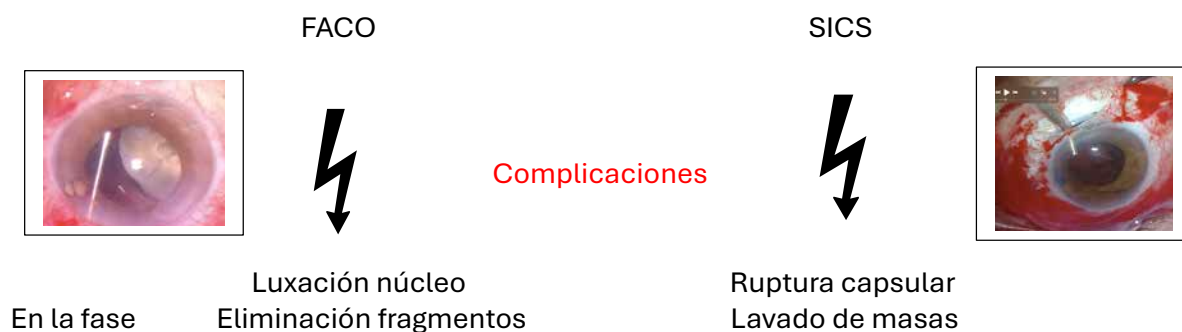 FACO SICS
Complicaciones
Luxación núcleo Ruptura capsular
En la fase Eliminación fragmentos Lavado de masas